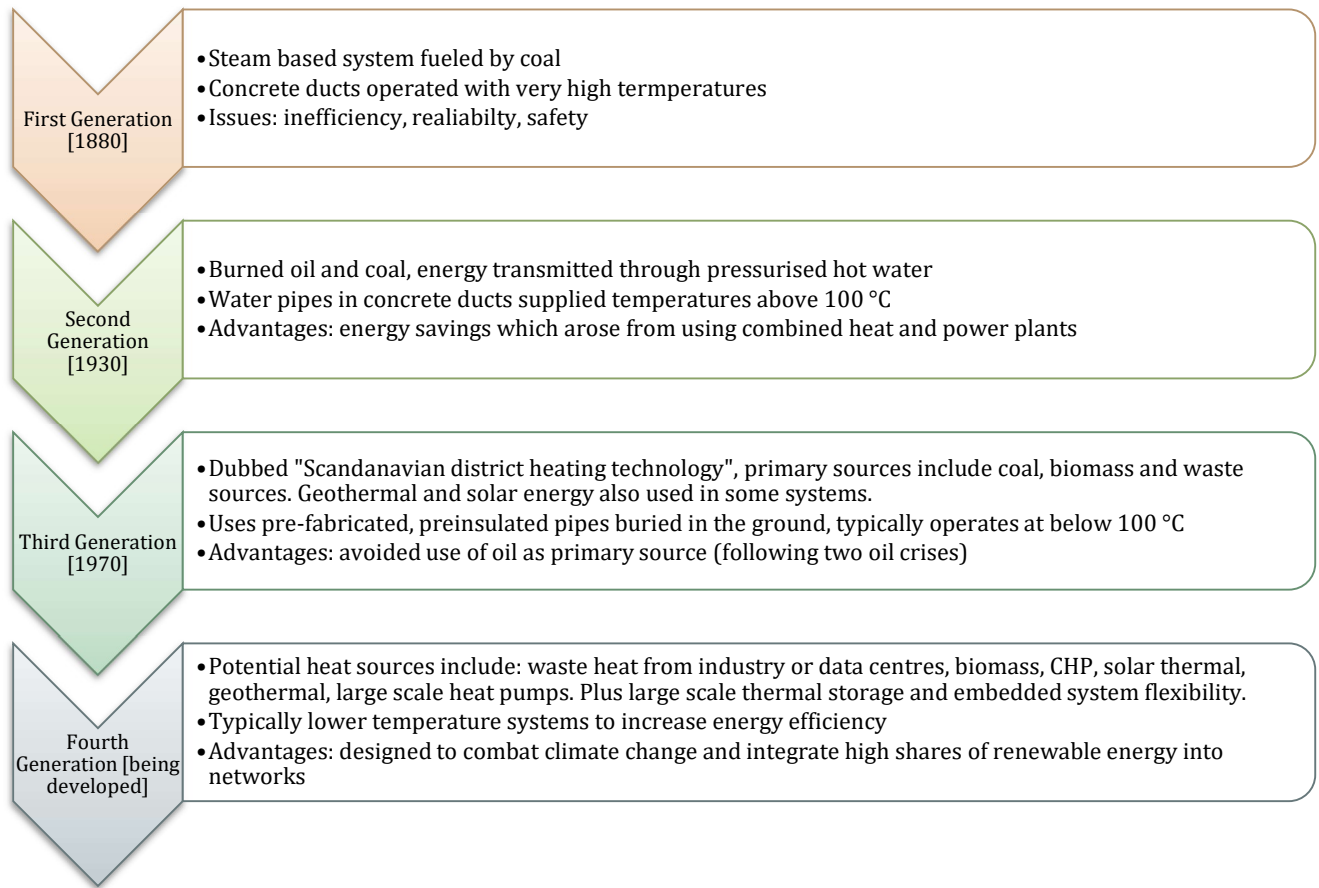 First Generation
[1880]
•Steam based system fueled by coal
•Concrete ducts operated with very high termperatures
•Issues: inefficiency, realiabilty, safety
Second
Generation
[1930]
•Burned oil and coal, energy transmitted through pressurised hot water
•Water pipes in concrete ducts supplied temperatures above 100 °C
•Advantages: energy savings which arose from using combined heat and power plants
Third Generation
[1970]
•Dubbed "Scandanavian district heating technology", primary sources include coal, biomass and waste
sources. Geothermal and solar energy also used in some systems.
•Uses pre-fabricated, preinsulated pipes buried in the ground, typically operates at below 100 °C
•Advantages: avoided use of oil as primary source (following two oil crises)
Fourth
Generation [being
developed]
•Potential heat sources include: waste heat from industry or data centres, biomass, CHP, solar thermal,
geothermal, large scale heat pumps. Plus large scale thermal storage and embedded system flexibility.
•Typically lower temperature systems to increase energy efficiency
•Advantages: designed to combat climate change and integrate high shares of renewable energy into
networks